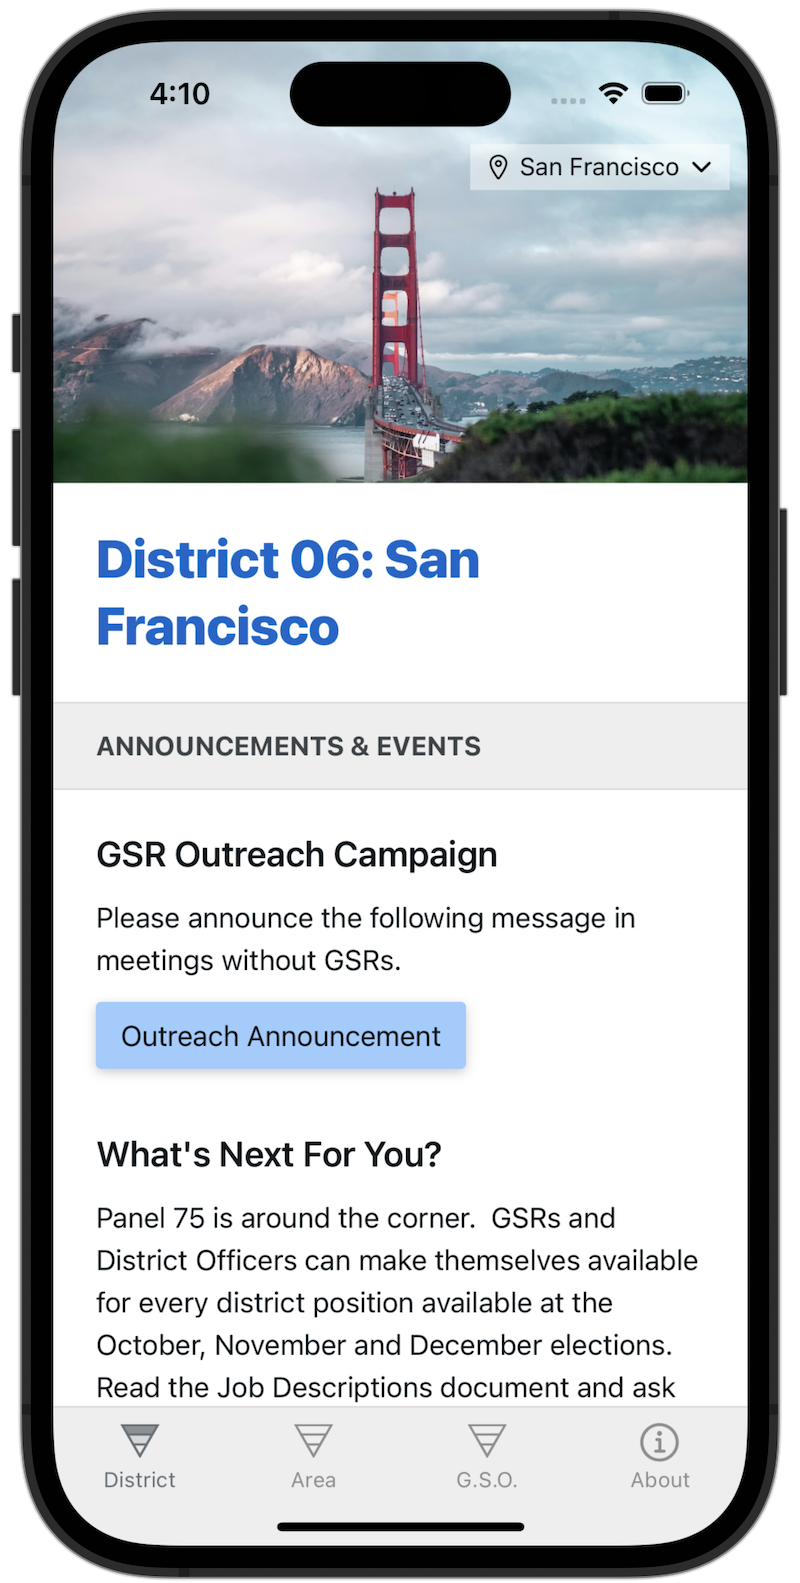 4:10
San Francisco
District 06: San
Francisco
ANNOUNCEMENTS & EVENTS
GSR Outreach Campaign
Please announce the following message in
meetings without GSRs.
Outreach Announcement
What's Next For You?
Panel 75 is around the corner.  GSRs and
District Officers can make themselves available
for every district position available at the
October, November and December elections.
Read the Job Descriptions document and ask
District
Area
G.S.O.
About